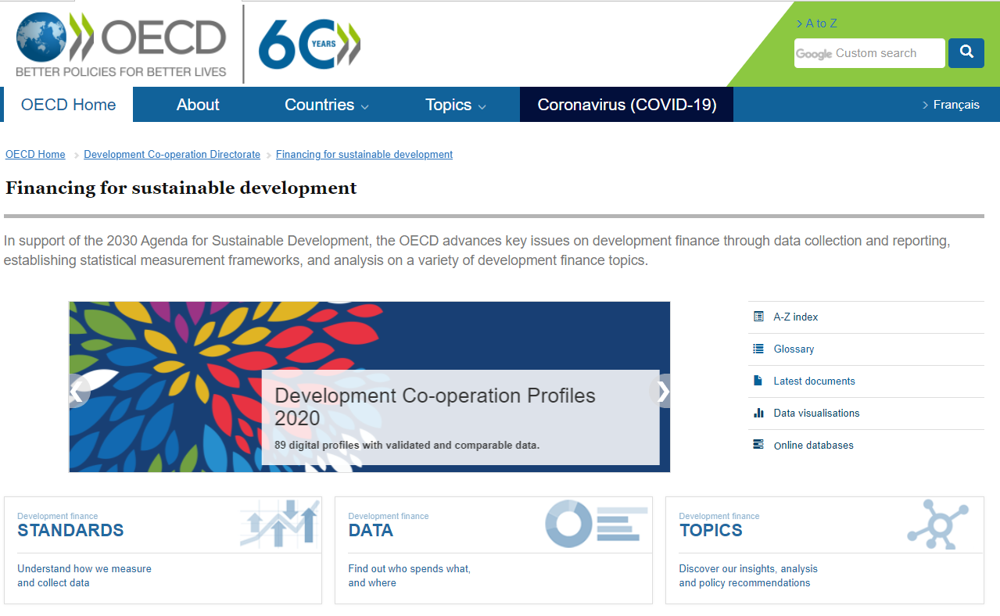 OECD
BETTER POLICIES FOR BETTER LIVES
60
YEARS
A to Z
Google Custom search
OECD Home
About
Countries
Topics
Coronavirus (COVID-19)
Français
OECD Home
Development Co-operation Directorate
Financing for sustainable development
Financing for sustainable development
In support of the 2030 Agenda for Sustainable Development, the OECD advances key issues on development finance through data collection and reporting,
establishing statistical measurement frameworks, and analysis on a variety of development finance topics.
Development Co-operation Profiles
2020
89 digital profiles with validated and comparable data.
A-Z index
Glossary
Latest documents
Data visualisations
Online databases
Development finance
STANDARDS
Understand how we measure
and collect data
Development finance
DATA
Find out who spends what,
and where
Development finance
TOPICS
Discover our insights, analysis
and policy recommendations